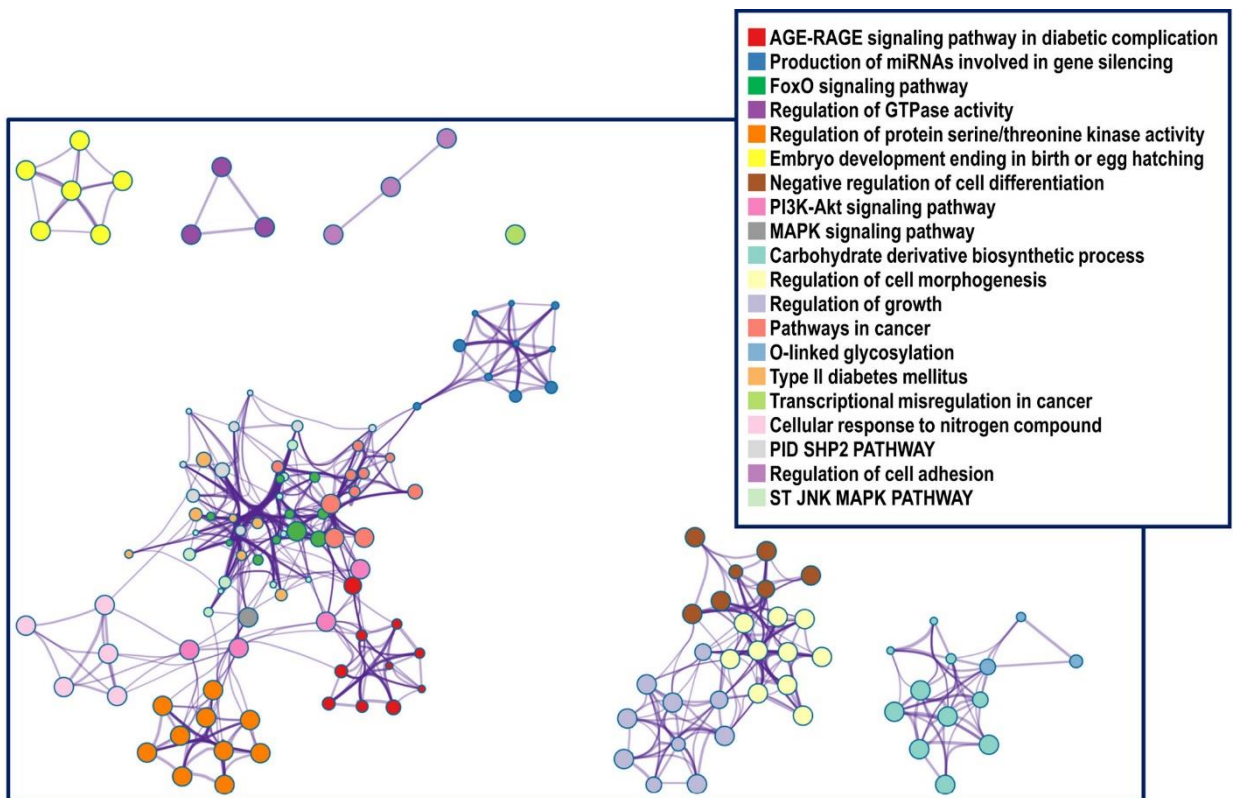 AGE-RAGE signaling pathway in diabetic complication
Production of miRNAs involved in gene silencing
FoxO signaling pathway
Regulation of GTPase activity
Regulation of protein serine/threonine kinase activity
Embryo development ending in birth or egg hatching
Negative regulation of cell differentiation
PI3K-Akt signaling pathway
MAPK signaling pathway
Carbohydrate derivative biosynthetic process
Regulation of cell morphogenesis
Regulation of growth
Pathways in cancer
O-linked glycosylation
Type II diabetes mellitus
Transcriptional misregulation in cancer
Cellular response to nitrogen compound
PID SHP2 PATHWAY
Regulation of cell adhesion
ST JNK MAPK PATHWAY